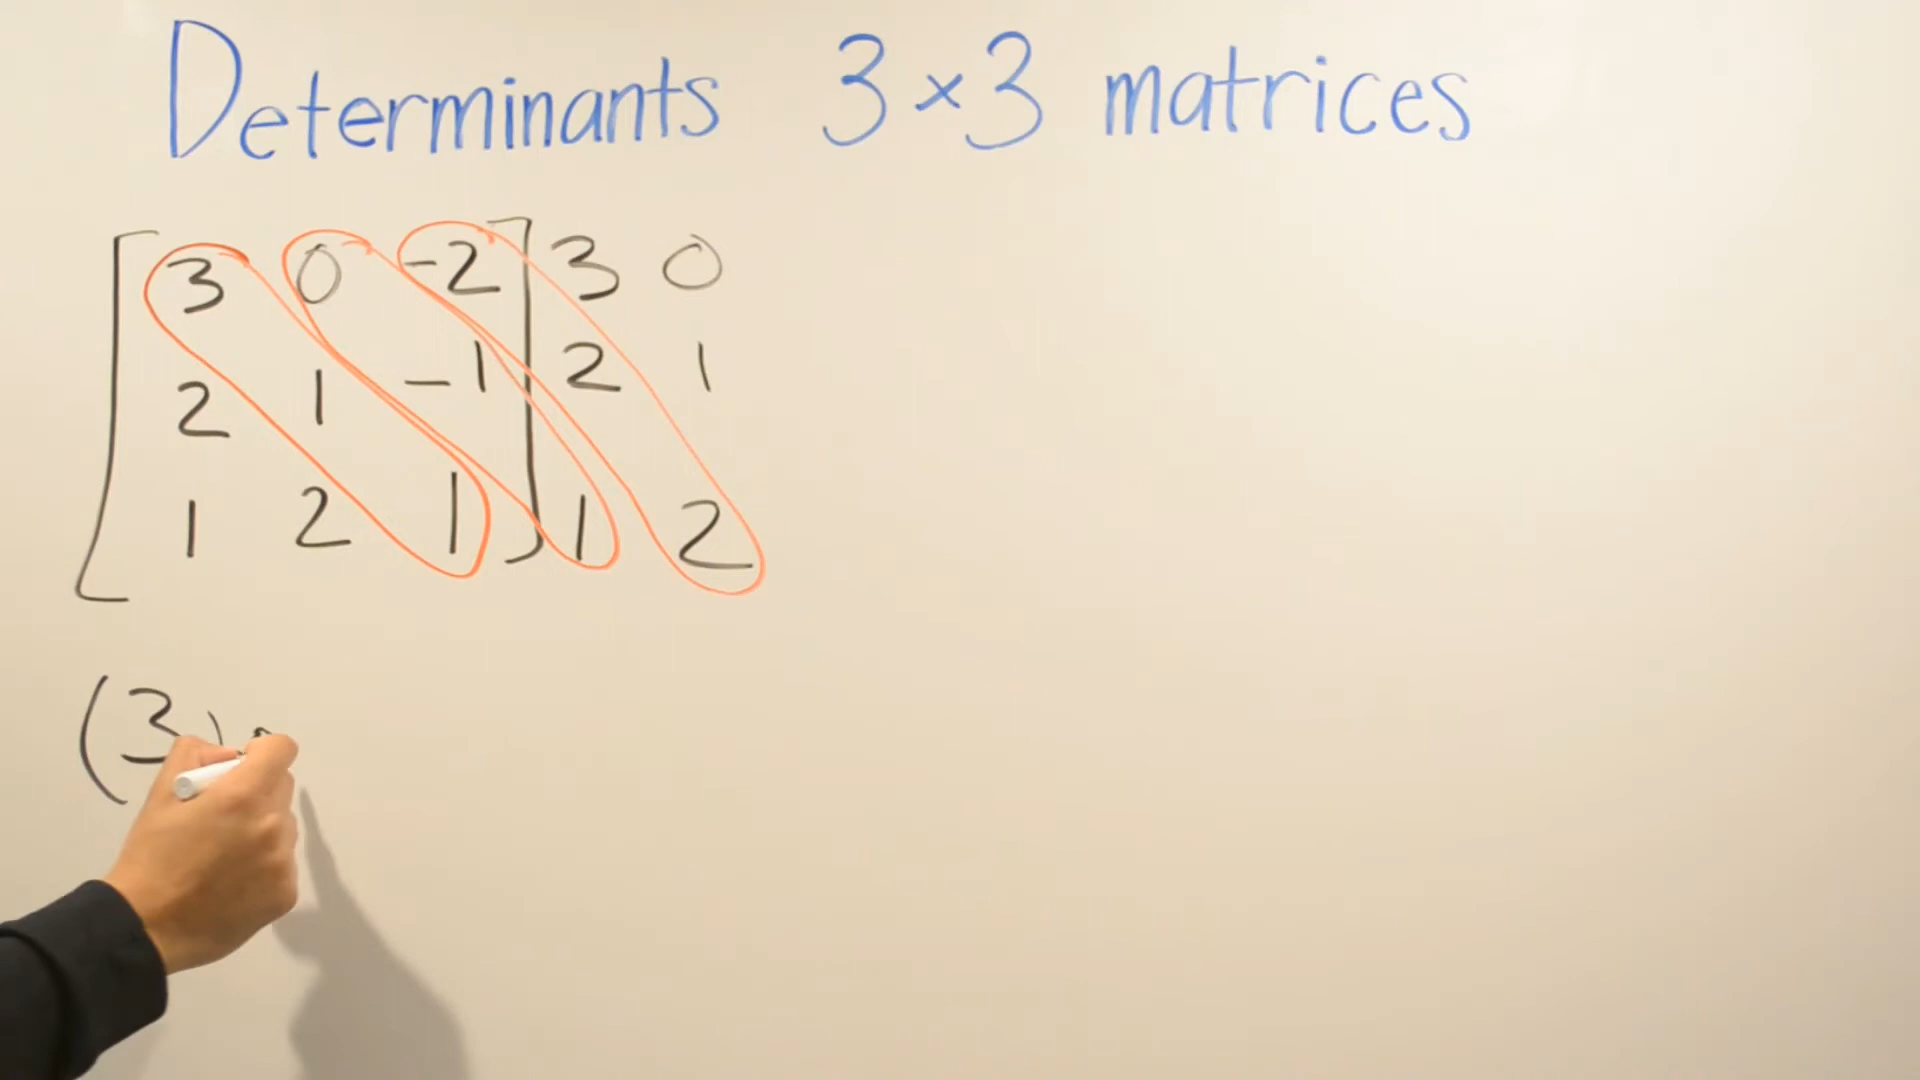 Determinants 3×3 matrices
3 0 -2 3 0
2 1 -1 2 1
1 2 1 1 2
(3)